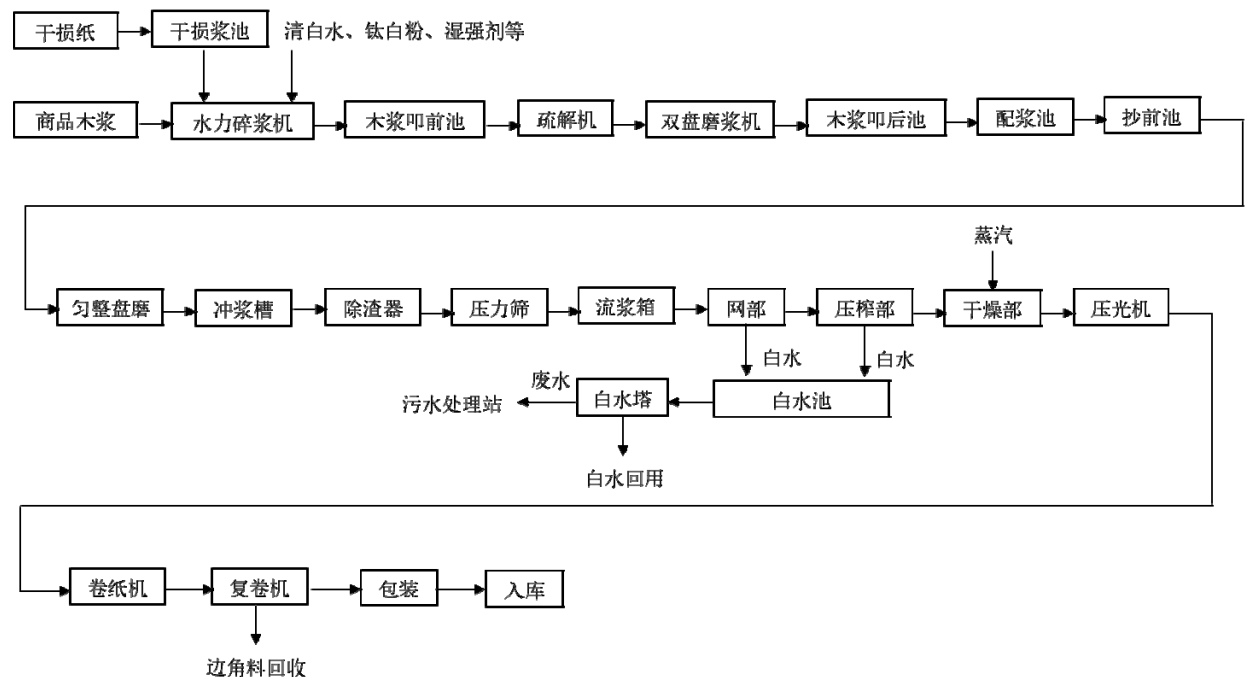 干损纸
干损浆池
清白水、钛白粉、湿强剂等
商品木浆
水力碎浆机
木浆叩前池
疏解机
双盘磨浆机
木浆叩后池
配浆池
抄前池
蒸汽
匀整盘磨
冲浆槽
除渣器
压力筛
流浆箱
网部
压榨部
干燥部
压光机
白水
白水
废水
污水处理站
白水塔
白水池
白水回用
卷纸机
复卷机
包装
入库
边角料回收